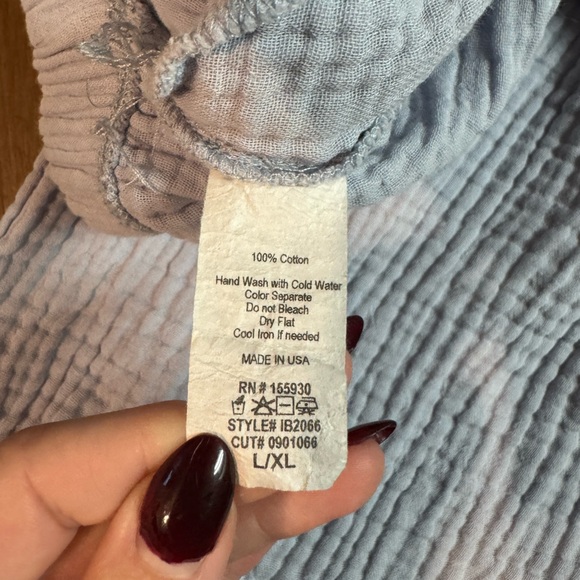 100% Cotton
Hand Wash with Cold Water
Color Separate
Do not Bleach
Dry Flat
Cool Iron If needed
MADE IN USA
RN # 155930
STYLE# IB2066
CUT# 0901066
L/XL